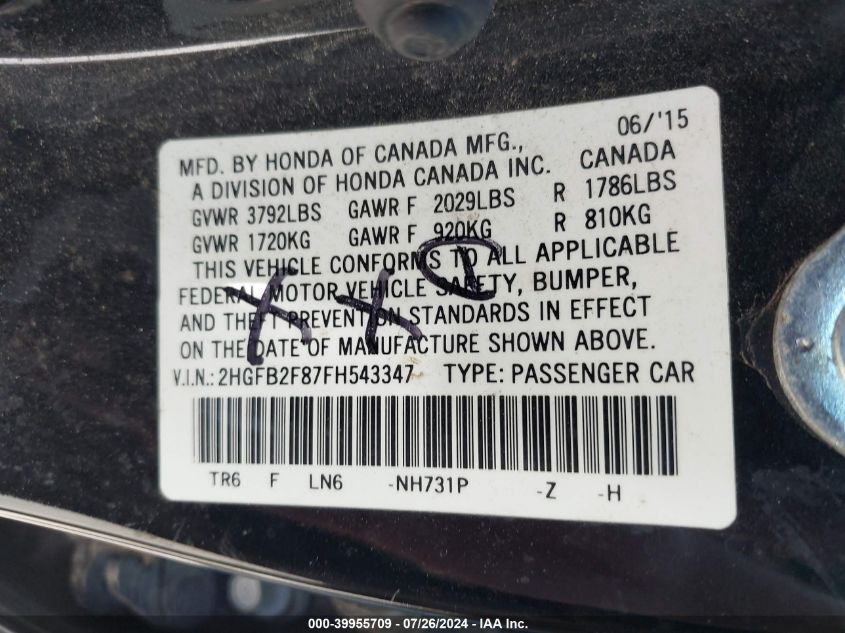 06/'15
MFD. BY HONDA OF CANADA MFG.,
A DIVISION OF HONDA CANADA INC. CANADA
GVWR 3792LBS GAWR F 2029LBS R 1786LBS
GVWR 1720KG GAWR F 920KG R 810KG
THIS VEHICLE CONFORMS TO ALL APPLICABLE
FEDERAL MOTOR VEHICLE SAFETY, BUMPER,
AND THEFT PREVENTION STANDARDS IN EFFECT
ON THE DATE OF MANUFACTURE SHOWN ABOVE.
V.I.N.: 2HGFB2F87FH543347 TYPE: PASSENGER CAR
TR6 F LN6 -NH731P -Z -H
000-39955709 - 07/26/2024 - IAA Inc.